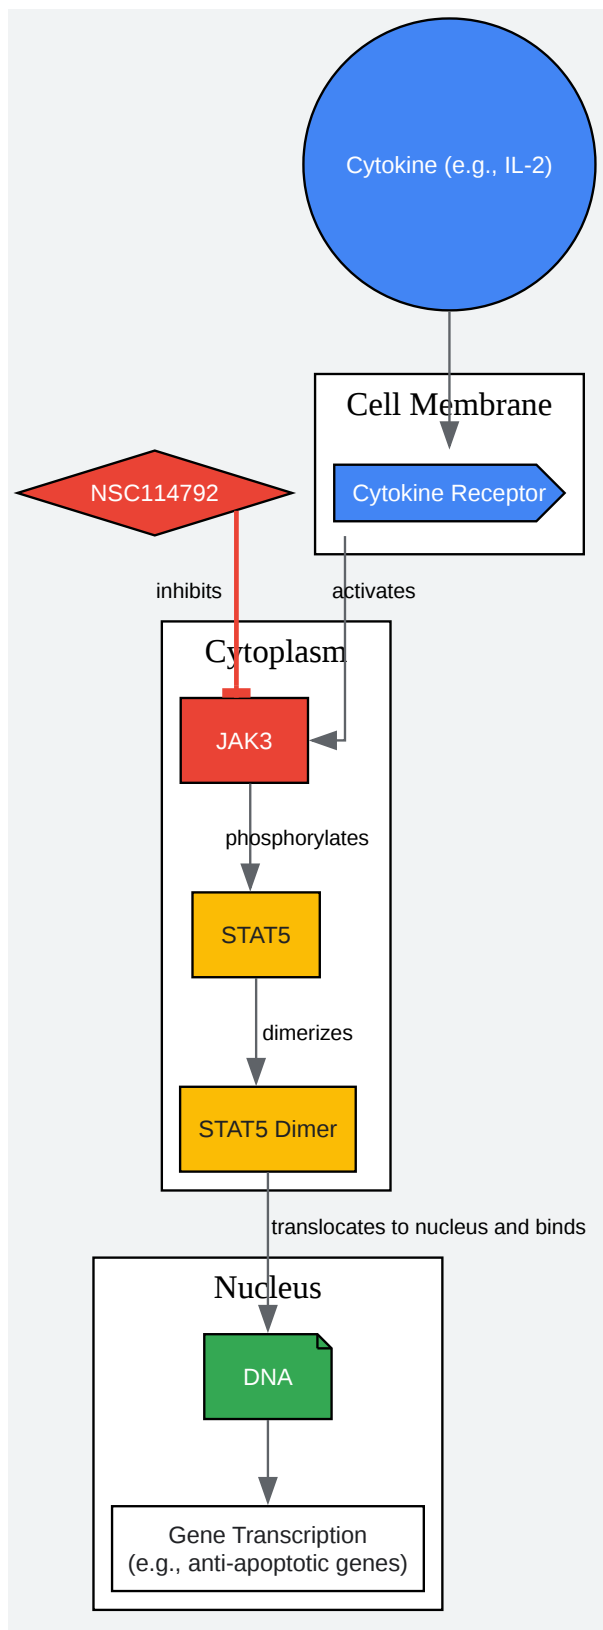 Cytokine (e.g., IL-2)
Cell Membrane
Cytokine Receptor
NSC114792
inhibits
activates
Cytoplasm
JAK3
phosphorylates
STAT5
dimerizes
STAT5 Dimer
translocates to nucleus and binds
Nucleus
DNA
Gene Transcription
(e.g., anti-apoptotic genes)